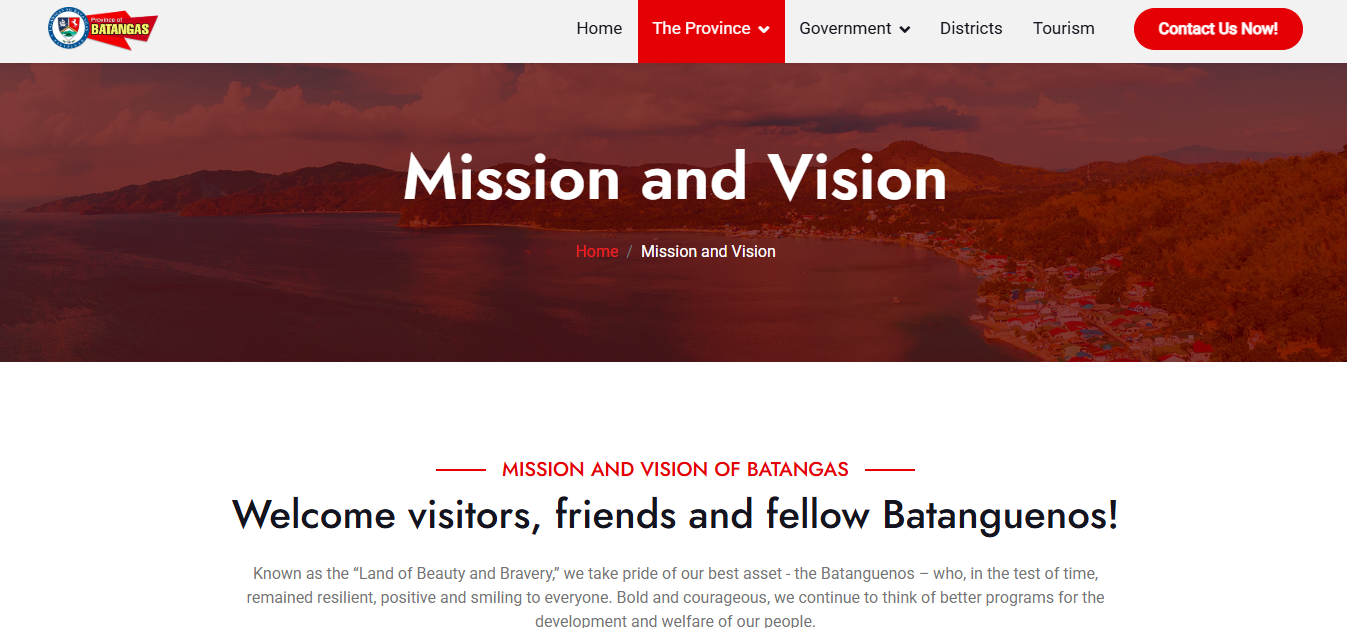 Province of
BATANGAS
Home
The Province
Government
Districts
Tourism
Contact Us Now!
Mission and Vision
Home / Mission and Vision
MISSION AND VISION OF BATANGAS
Welcome visitors, friends and fellow Batanguenos!
Known as the “Land of Beauty and Bravery,” we take pride of our best asset - the Batanguenos – who, in the test of time,
remained resilient, positive and smiling to everyone. Bold and courageous, we continue to think of better programs for the
development and welfare of our people.